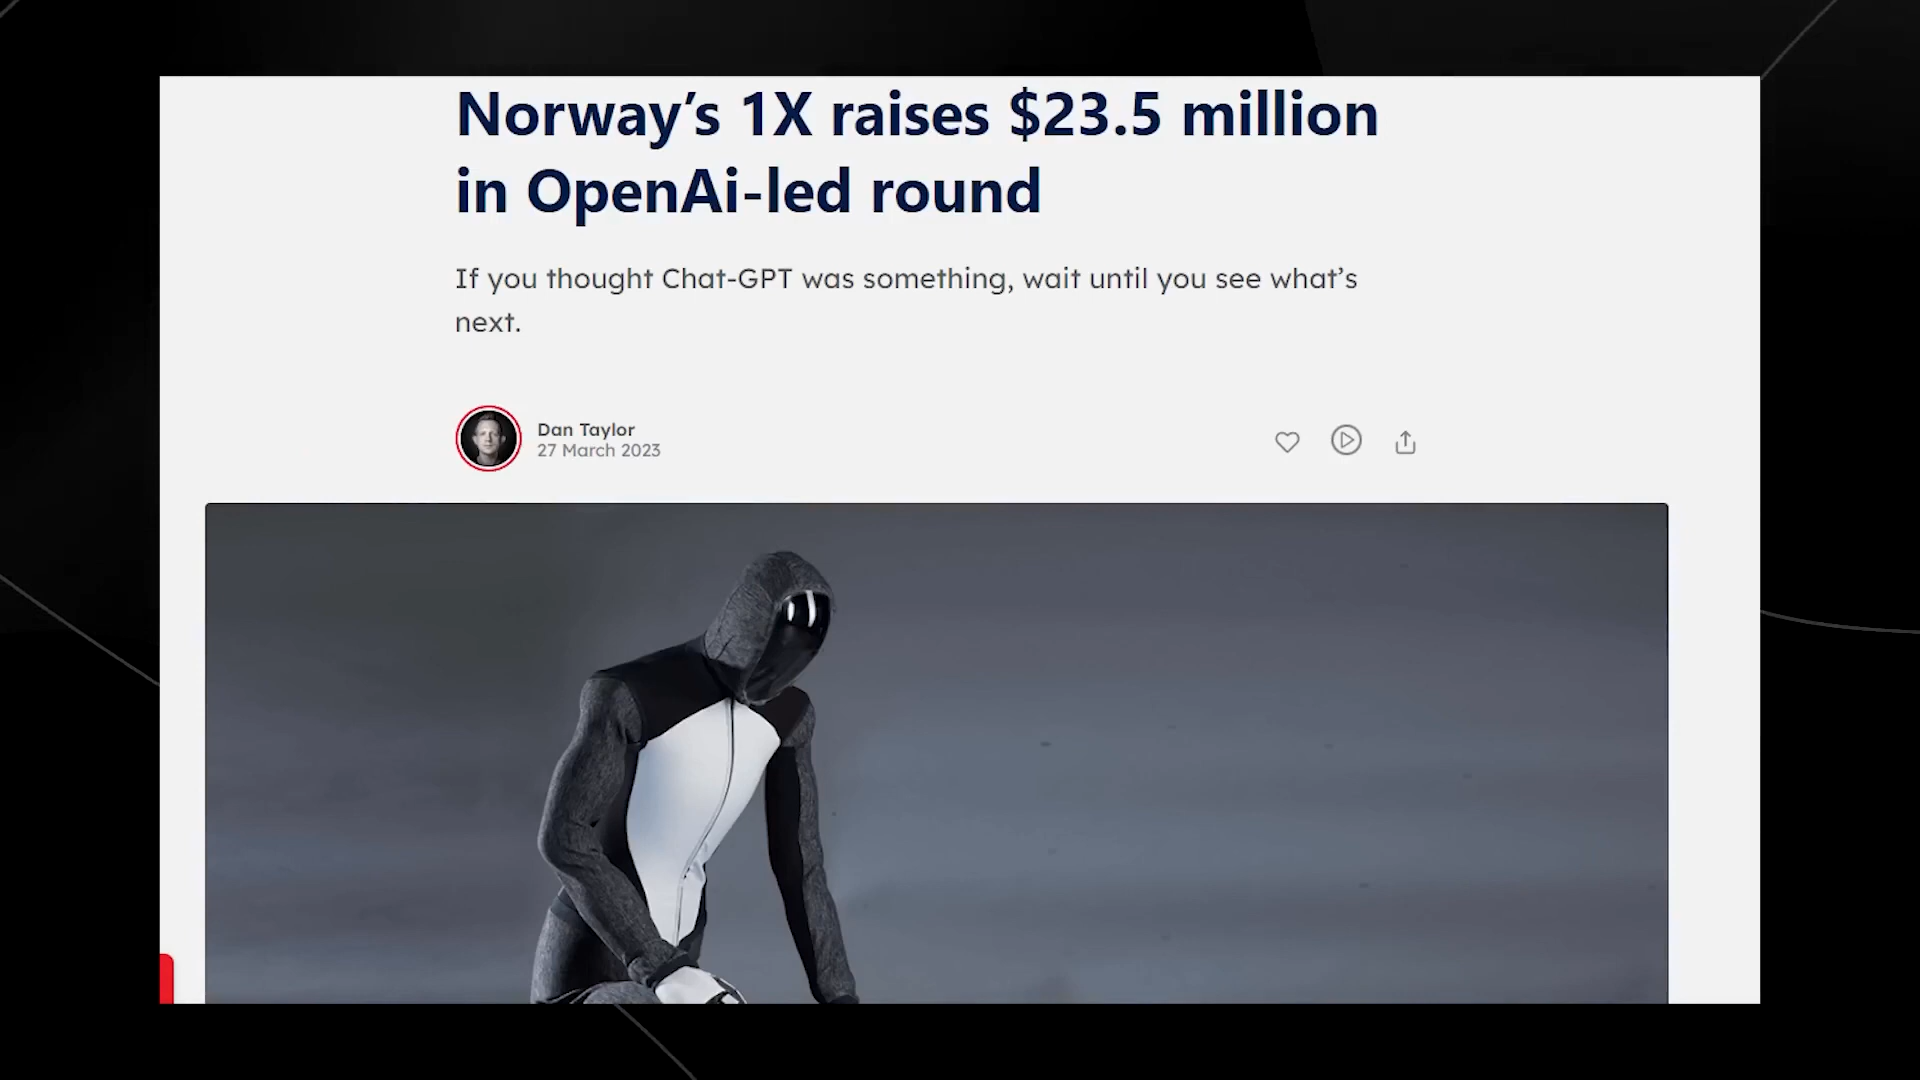 Norway’s 1X raises $23.5 million
in OpenAi-led round
If you thought Chat-GPT was something, wait until you see what’s
next.
Dan Taylor
27 March 2023